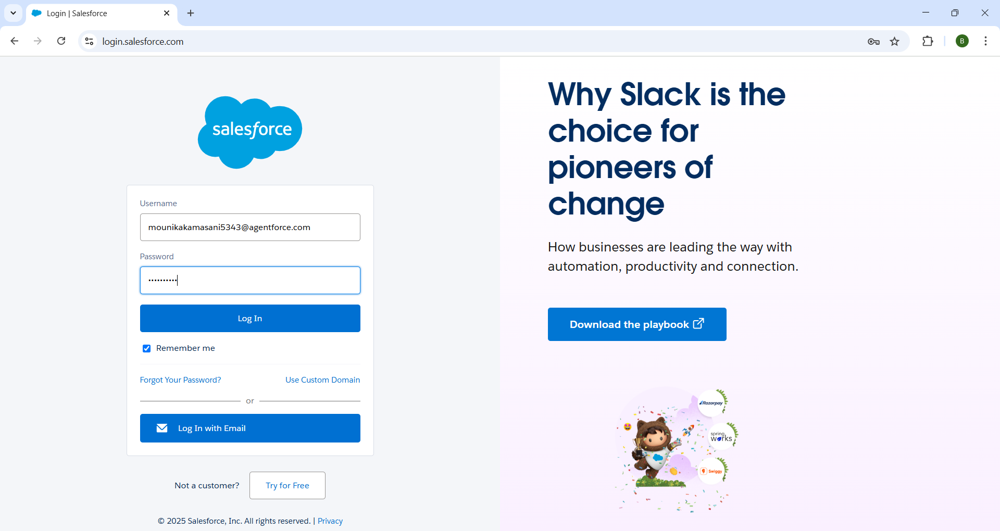 Login | Salesforce
login.salesforce.com
B
salesforce
Username
mounikakamasani5343@agentforce.com
Password
••••••••••
Log In
Remember me
Forgot Your Password?
Use Custom Domain
or
Log In with Email
Not a customer?
Try for Free
© 2025 Salesforce, Inc. All rights reserved. | Privacy
Why Slack is the
choice for
pioneers of
change
How businesses are leading the way with
automation, productivity and connection.
Download the playbook
Razorpay
spring
works
Swiggy